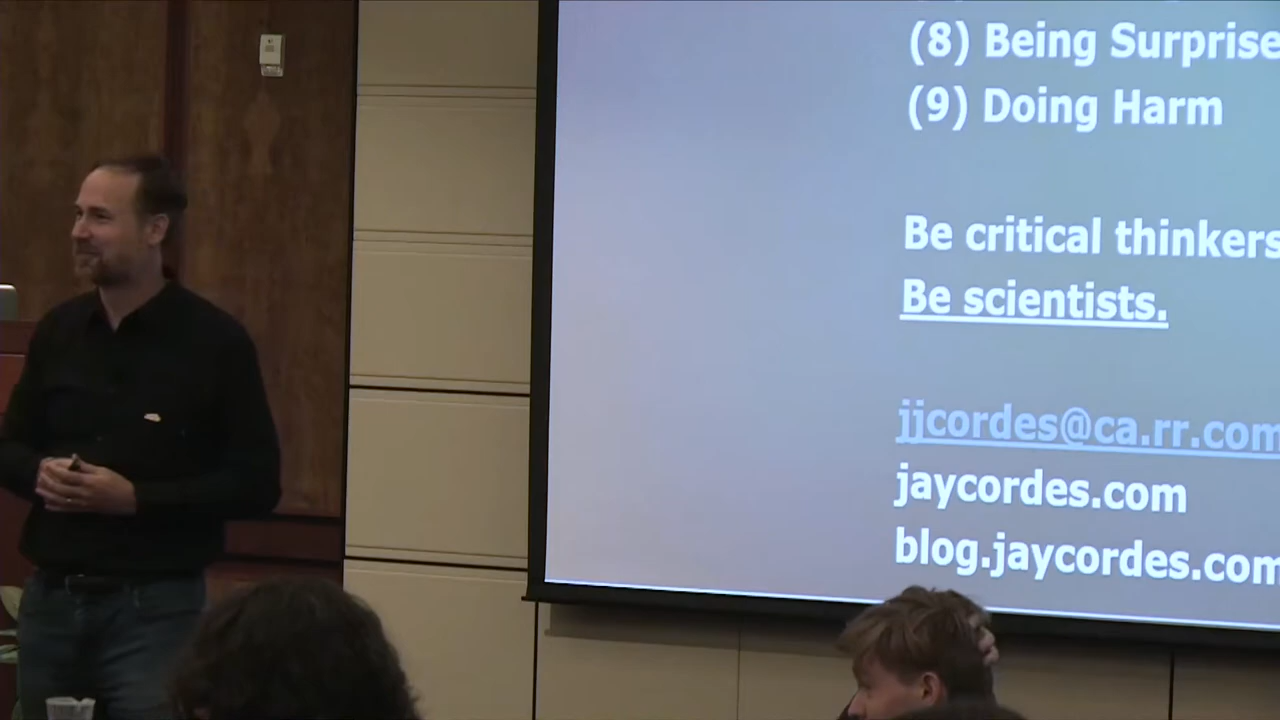 (8) Being Surprise
(9) Doing Harm
Be critical thinkers
Be scientists.
jjcordes@ca.rr.com
jaycordes.com
blog.jaycordes.com